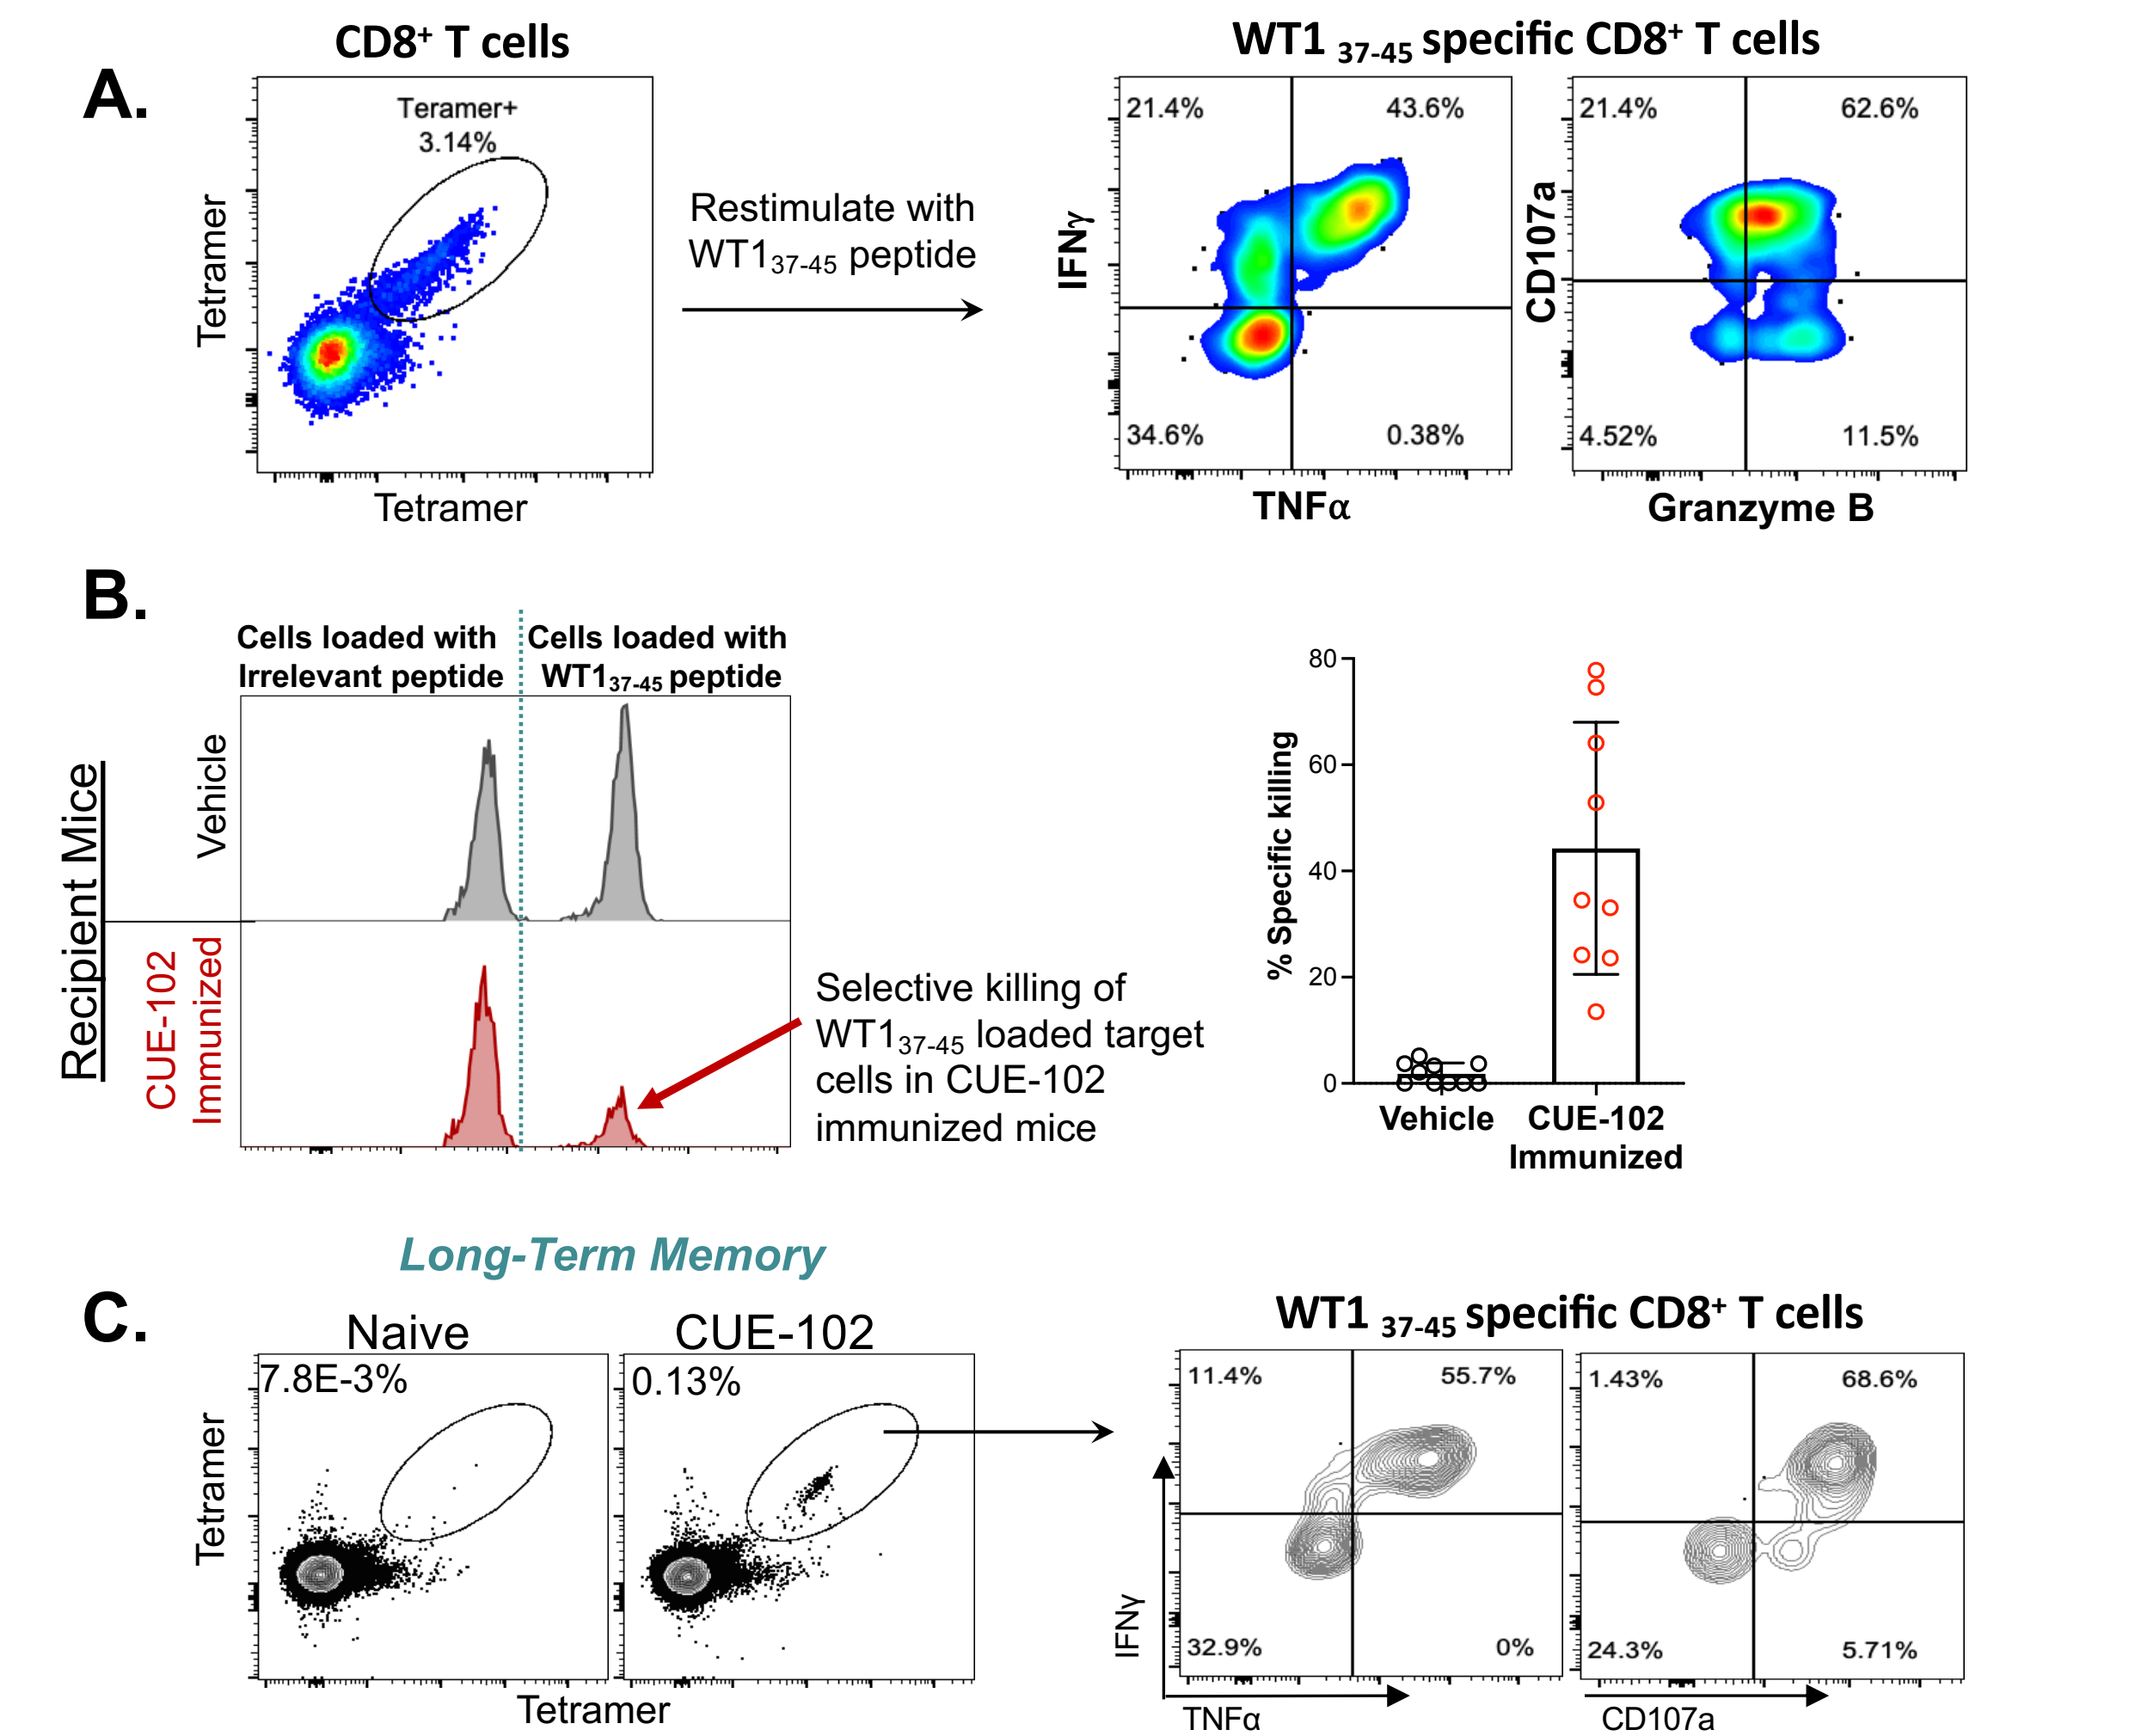 A.
CD8⁺ T cells
Teramer+
3.14%
Tetramer
Tetramer
Restimulate with
WT1₃₇₋₄₅ peptide
WT1 ₃₇₋₄₅ specific CD8⁺ T cells
21.4%
43.6%
34.6%
0.38%
IFNγ
TNFα
21.4%
62.6%
4.52%
11.5%
CD107a
Granzyme B
B.
Cells loaded with
Irrelevant peptide
Cells loaded with
WT1₃₇₋₄₅ peptide
Recipient Mice
Vehicle
CUE-102
Immunized
Selective killing of
WT1₃₇₋₄₅ loaded target
cells in CUE-102
immunized mice
% Specific killing
80
60
40
20
0
Vehicle
CUE-102
Immunized
Long-Term Memory
C.
Naive
7.8E-3%
CUE-102
0.13%
Tetramer
Tetramer
WT1 ₃₇₋₄₅ specific CD8⁺ T cells
11.4%
55.7%
32.9%
0%
IFNγ
TNFα
1.43%
68.6%
24.3%
5.71%
CD107a